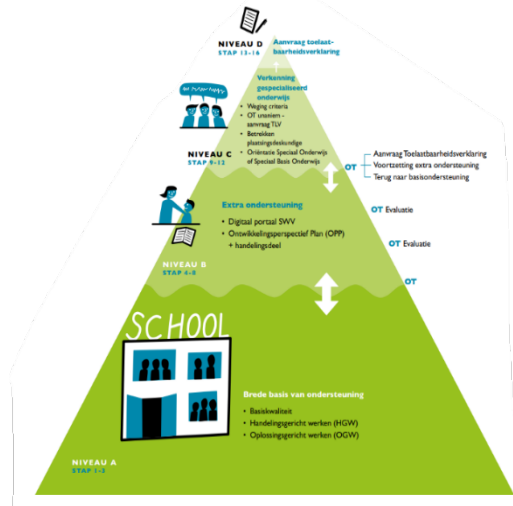 NIVEAU D
STAP 13-16
Aanvraag toelaat-
baarheidsverklaring
Verkenning
gespecialiseerd
onderwijs
• Weging criteria
• OT uniemen -
aanvraag TLV
• Betrekken
plaatsingsdeskundige
• Oriëntatie Speciaal Onderwijs
of Speciaal Basis Onderwijs
NIVEAU C
STAP 9-12
OT
Aanvraag Toelaatbaarheidsverklaring
Voortzetting extra ondersteuning
Terug naar basisondersteuning
Extra ondersteuning
• Digitaal portaal SWV
• Ontwikkelingsperspectief Plan (OPP)
+ handelingsdeel
OT Evaluatie
OT Evaluatie
NIVEAU B
STAP 4-8
OT
SCHOOL
Brede basis van ondersteuning
• Basiskwaliteit
• Handelingsgericht werken (HGW)
• Oplossingsgericht werken (OGW)
NIVEAU A
STAP 1-3